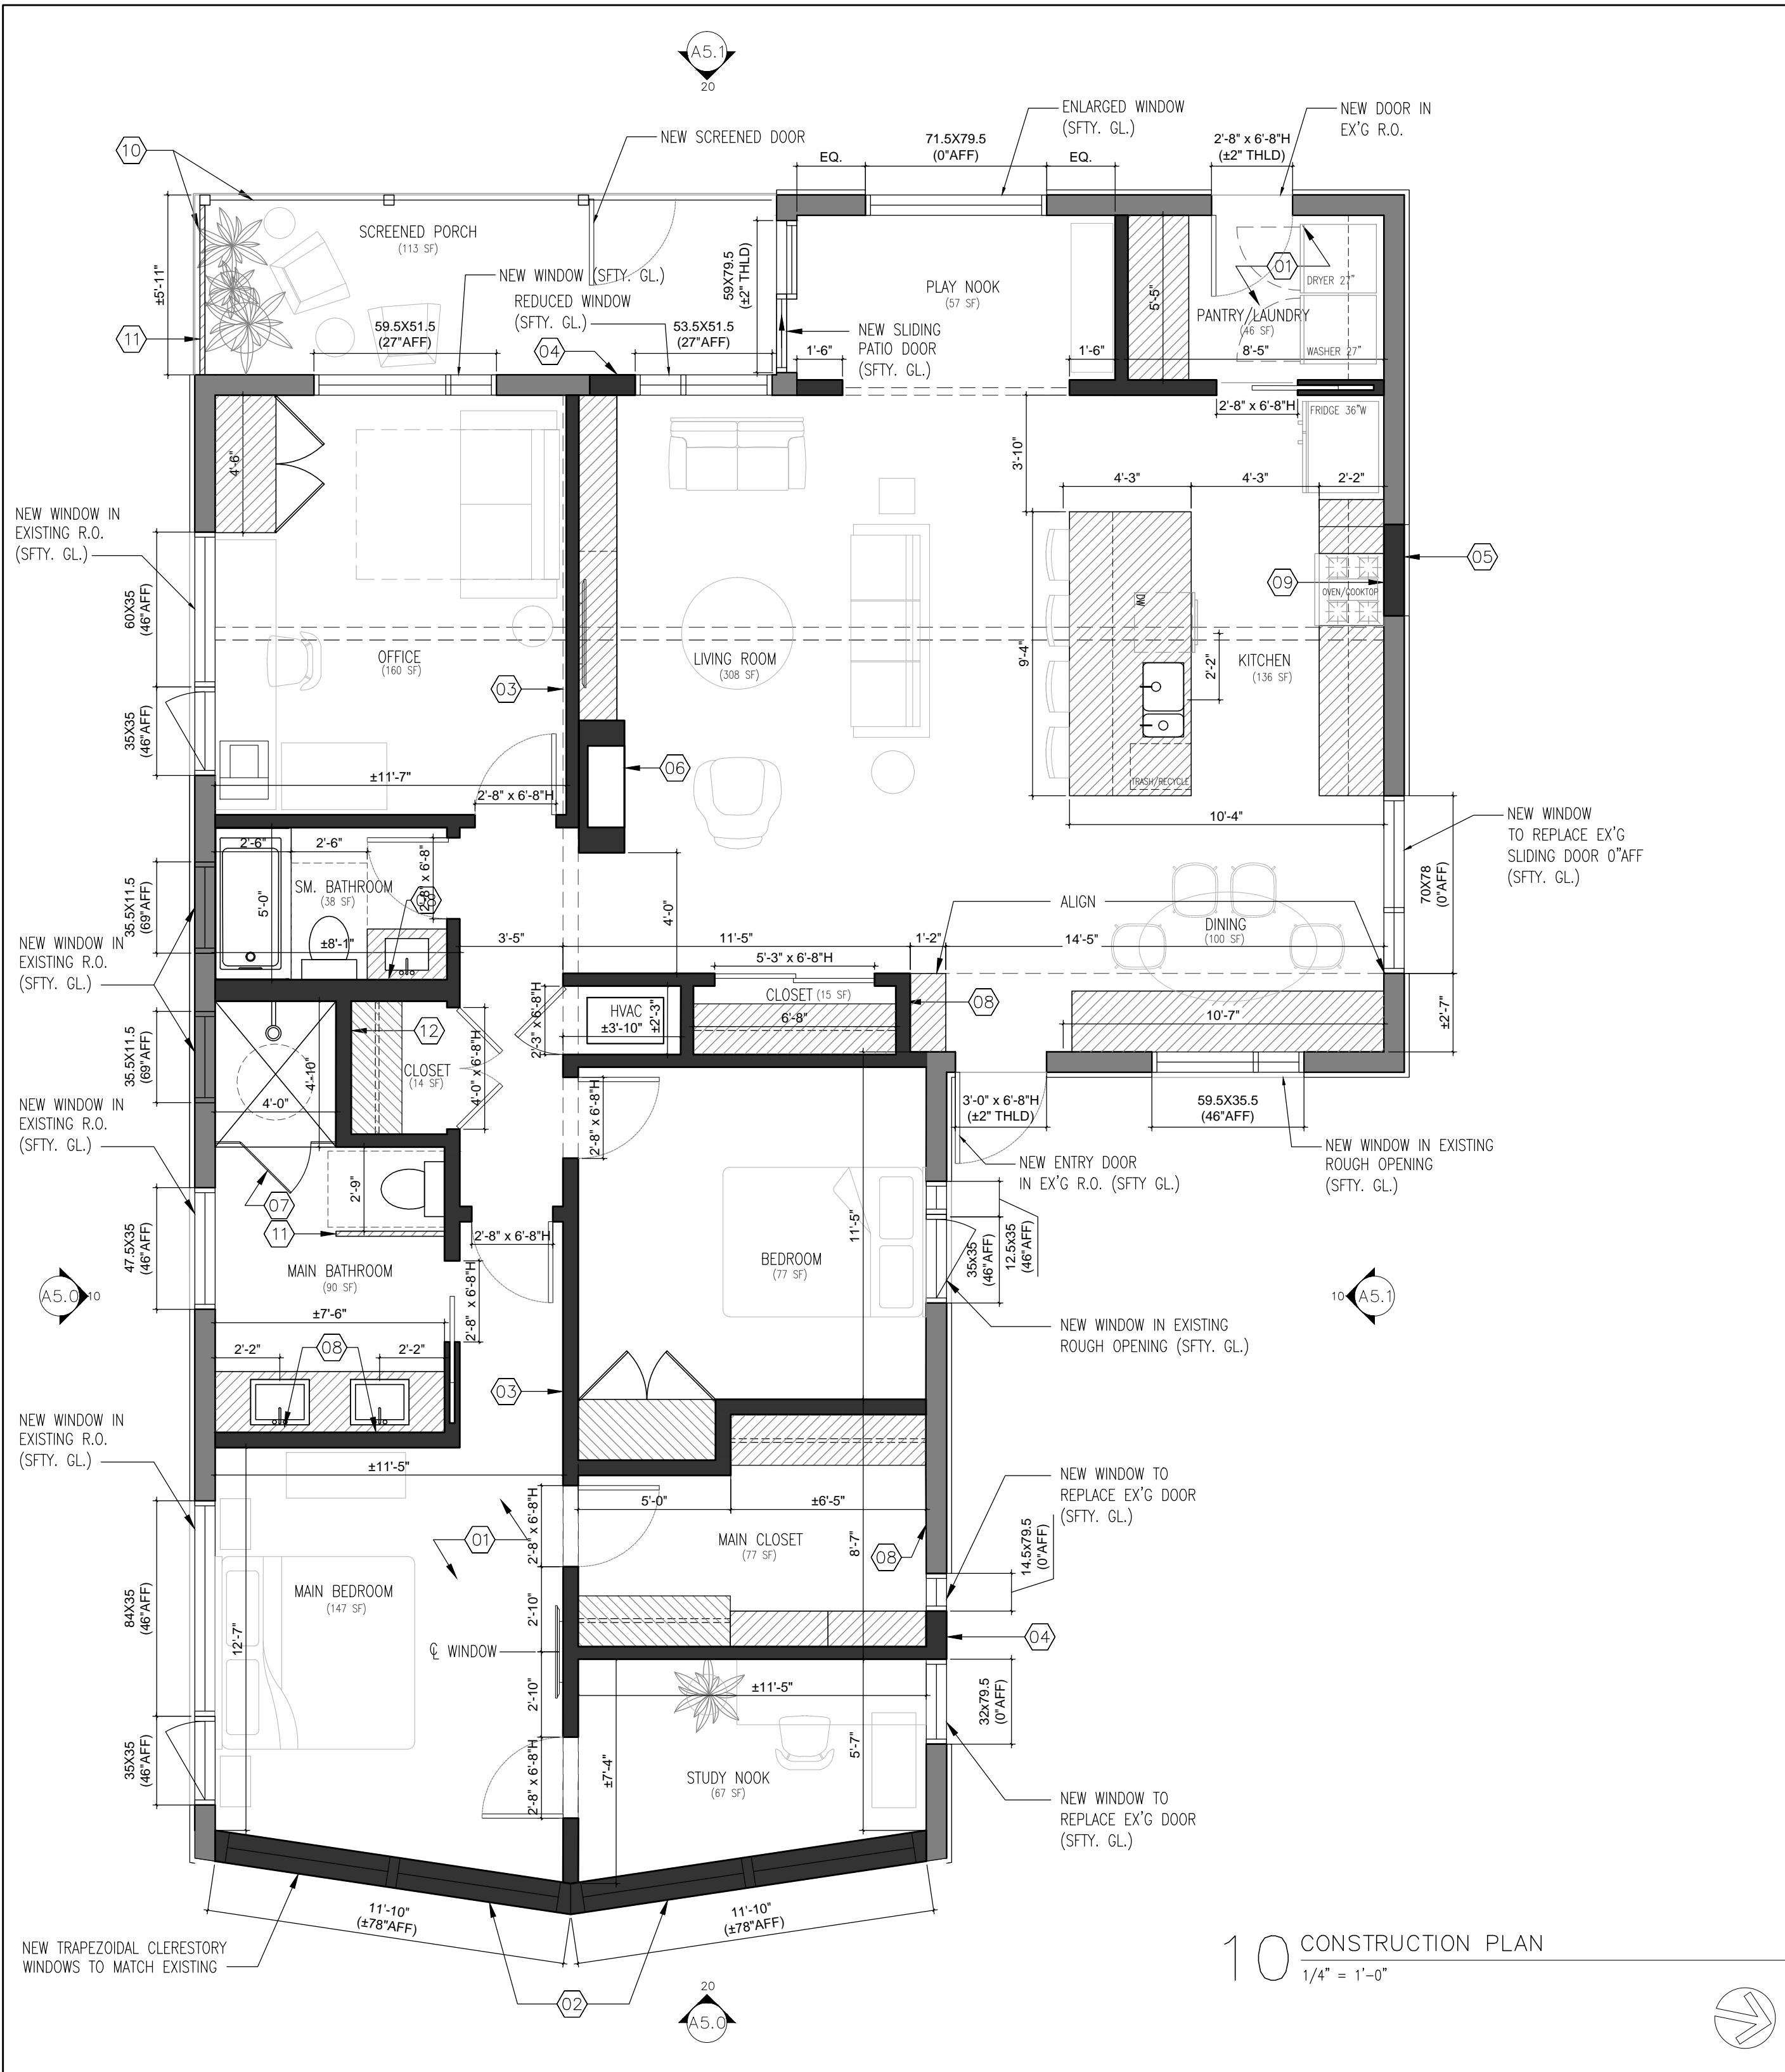 A5.1
20
ENLARGED WINDOW
(SFTY. GL.)
NEW DOOR IN
EX'G R.O.
NEW SCREENED DOOR
71.5X79.5
(0"AFF)
2'-8" x 6'-8"H
(±2" THLD)
10
EQ.
EQ.
SCREENED PORCH
(113 SF)
±5'-11"
NEW WINDOW (SFTY. GL.)
REDUCED WINDOW
(SFTY. GL.)
59X79.5
(±2" THLD)
PLAY NOOK
(57 SF)
5'-5"
01
DRYER 27"
PANTRY/LAUNDRY
(46 SF)
59.5X51.5
(27"AFF)
53.5X51.5
(27"AFF)
NEW SLIDING
PATIO DOOR
(SFTY. GL.)
11
04
1'-6"
1'-6"
8'-5"
WASHER 27"
2'-8" x 6'-8"H
FRIDGE 36"W
3'-10"
4'-6"
4'-3"
4'-3"
2'-2"
NEW WINDOW IN
EXISTING R.O.
(SFTY. GL.)
05
09
OVEN/COOKTOP
DW
60X35
(46"AFF)
OFFICE
(160 SF)
LIVING ROOM
(308 SF)
9'-4"
2'-2"
KITCHEN
(136 SF)
03
35X35
(46"AFF)
06
±11'-7"
2'-8" x 6'-8"H
TRASH/RECYCLE
10'-4"
NEW WINDOW
TO REPLACE EX'G
SLIDING DOOR 0"AFF
(SFTY. GL.)
2'-6"
2'-6"
2'-8" x 6'-8"
SM. BATHROOM
(38 SF)
08
5'-0"
35.5X11.5
(69"AFF)
4'-0"
ALIGN
70X78
(0"AFF)
DINING
(100 SF)
NEW WINDOW IN
EXISTING R.O.
(SFTY. GL.)
±8'-1"
3'-5"
11'-5"
1'-2"
14'-5"
5'-3" x 6'-8"H
CLOSET (15 SF)
08
HVAC
±3'-10"
±2'-3"
2'-3" x 6'-8"H
6'-8"
10'-7"
±2'-7"
12
35.5X11.5
(69"AFF)
4'-10"
CLOSET
(14 SF)
4'-0" x 6'-8"H
4'-0"
NEW WINDOW IN
EXISTING R.O.
(SFTY. GL.)
2'-8" x 6'-8"H
3'-0" x 6'-8"H
(±2" THLD)
59.5X35.5
(46"AFF)
NEW WINDOW IN EXISTING
ROUGH OPENING
(SFTY. GL.)
NEW ENTRY DOOR
IN EX'G R.O. (SFTY GL.)
2'-9"
07
11
2'-8" x 6'-8"H
11'-5"
35x35
(46"AFF)
12.5x35
(46"AFF)
47.5X35
(46"AFF)
MAIN BATHROOM
(90 SF)
BEDROOM
(77 SF)
2'-8" x 6'-8"H
A5.0
10
10
A5.1
±7'-6"
2'-2"
08
2'-2"
NEW WINDOW IN EXISTING
ROUGH OPENING (SFTY. GL.)
03
NEW WINDOW IN
EXISTING R.O.
(SFTY. GL.)
±11'-5"
NEW WINDOW TO
REPLACE EX'G DOOR
(SFTY. GL.)
5'-0"
±6'-5"
2'-8" x 6'-8"H
01
MAIN CLOSET
(77 SF)
8'-7"
08
14.5x79.5
(0"AFF)
84X35
(46"AFF)
MAIN BEDROOM
(147 SF)
12'-7"
2'-10"
04
℄ WINDOW
2'-10"
±11'-5"
32x79.5
(0"AFF)
35X35
(46"AFF)
2'-8" x 6'-8"H
±7'-4"
STUDY NOOK
(67 SF)
5'-7"
NEW WINDOW TO
REPLACE EX'G DOOR
(SFTY. GL.)
11'-10"
(±78"AFF)
11'-10"
(±78"AFF)
NEW TRAPEZOIDAL CLERESTORY
WINDOWS TO MATCH EXISTING
02
20
A5.0
10 CONSTRUCTION PLAN
1/4" = 1'-0"